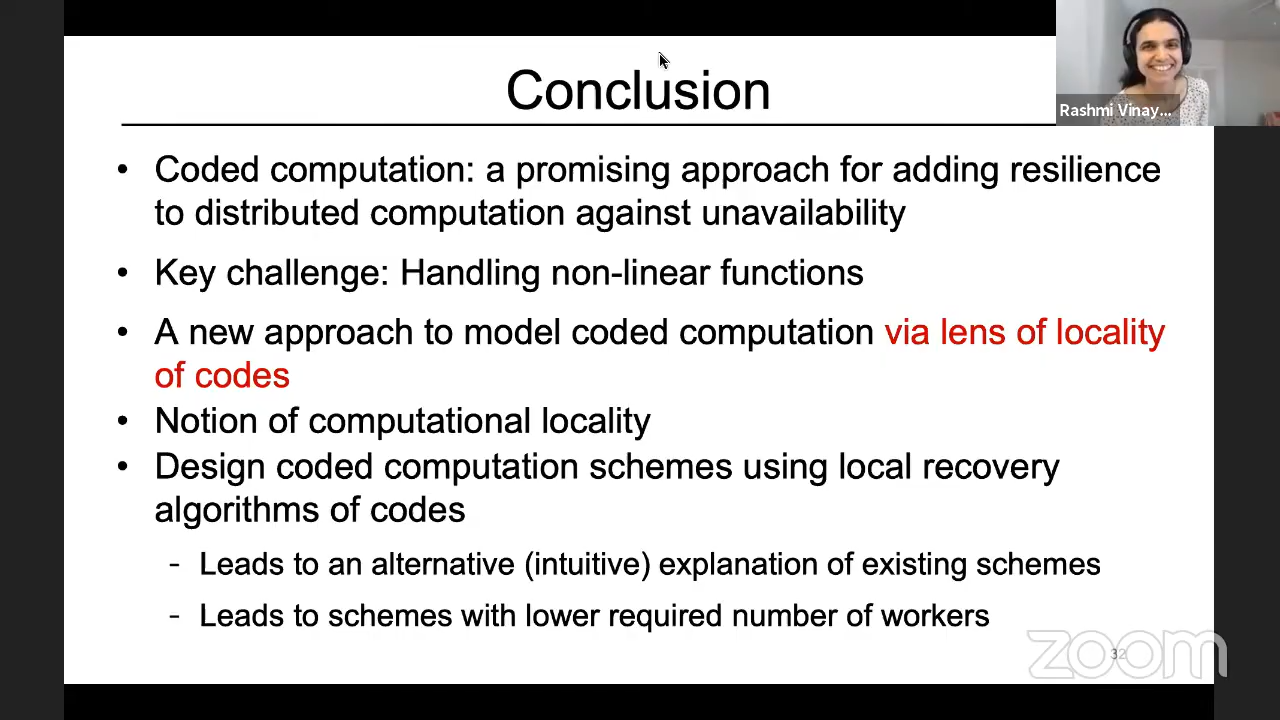 Conclusion
Rashmi Vinay...
• Coded computation: a promising approach for adding resilience
to distributed computation against unavailability
• Key challenge: Handling non-linear functions
• A new approach to model coded computation via lens of locality
of codes
• Notion of computational locality
• Design coded computation schemes using local recovery
algorithms of codes
- Leads to an alternative (intuitive) explanation of existing schemes
- Leads to schemes with lower required number of workers
32
zoom